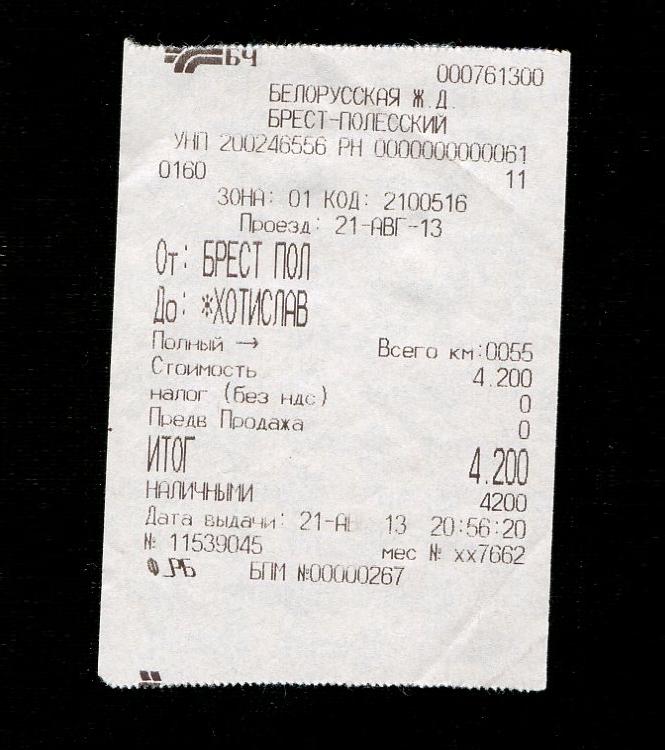 БЧ
000761300
БЕЛОРУССКАЯ Ж.Д.
БРЕСТ-ПОЛЕССКИЙ
УНП 200246556 РН 0000000000061
0160 11
ЗОНА: 01 КОД: 2100516
Проезд: 21-АВГ-13
От: БРЕСТ ПОЛ
До: *ХОТИСЛАВ
Полный → Всего км:0055
Стоимость 4.200
налог (без ндс) 0
Предв Продажа 0
ИТОГ 4.200
НАЛИЧНЫМИ 4200
Дата выдачи: 21- 13 20:56:20
№ 11539045 мес № xx7662
БПМ №00000267